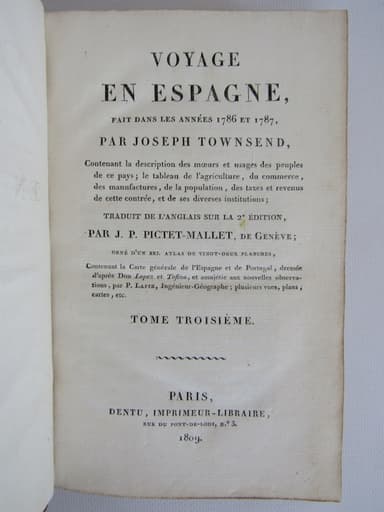 VOYAGE
EN ESPAGNE,
FAIT DANS LES ANNÉES 1786 ET 1787,
PAR JOSEPH TOWNSEND,
Contenant la description des mœurs et usages des peuples
de ce pays; le tableau de l'agriculture, du commerce,
des manufactures, de la population, des taxes et revenus
de cette contrée, et de ses diverses institutions;
TRADUIT DE L'ANGLAIS SUR LA 2e ÉDITION,
PAR J. P. PICTET-MALLET, DE GENÈVE;
ORNÉ D'UN BEL ATLAS DE VINGT-DEUX PLANCHES,
Contenant la Carte générale de l'Espagne et de Portugal, dressée
d'après Don Lopez et Tofino, et assujétie aux nouvelles observa-
tions, par P. LAPIE, Ingénieur-Géographe; plusieurs vues, plans,
cartes, etc.
TOME TROISIÈME.
PARIS,
DENTU, IMPRIMEUR-LIBRAIRE,
RUE DU PONT-DE-LODI, N.° 3.
1809.